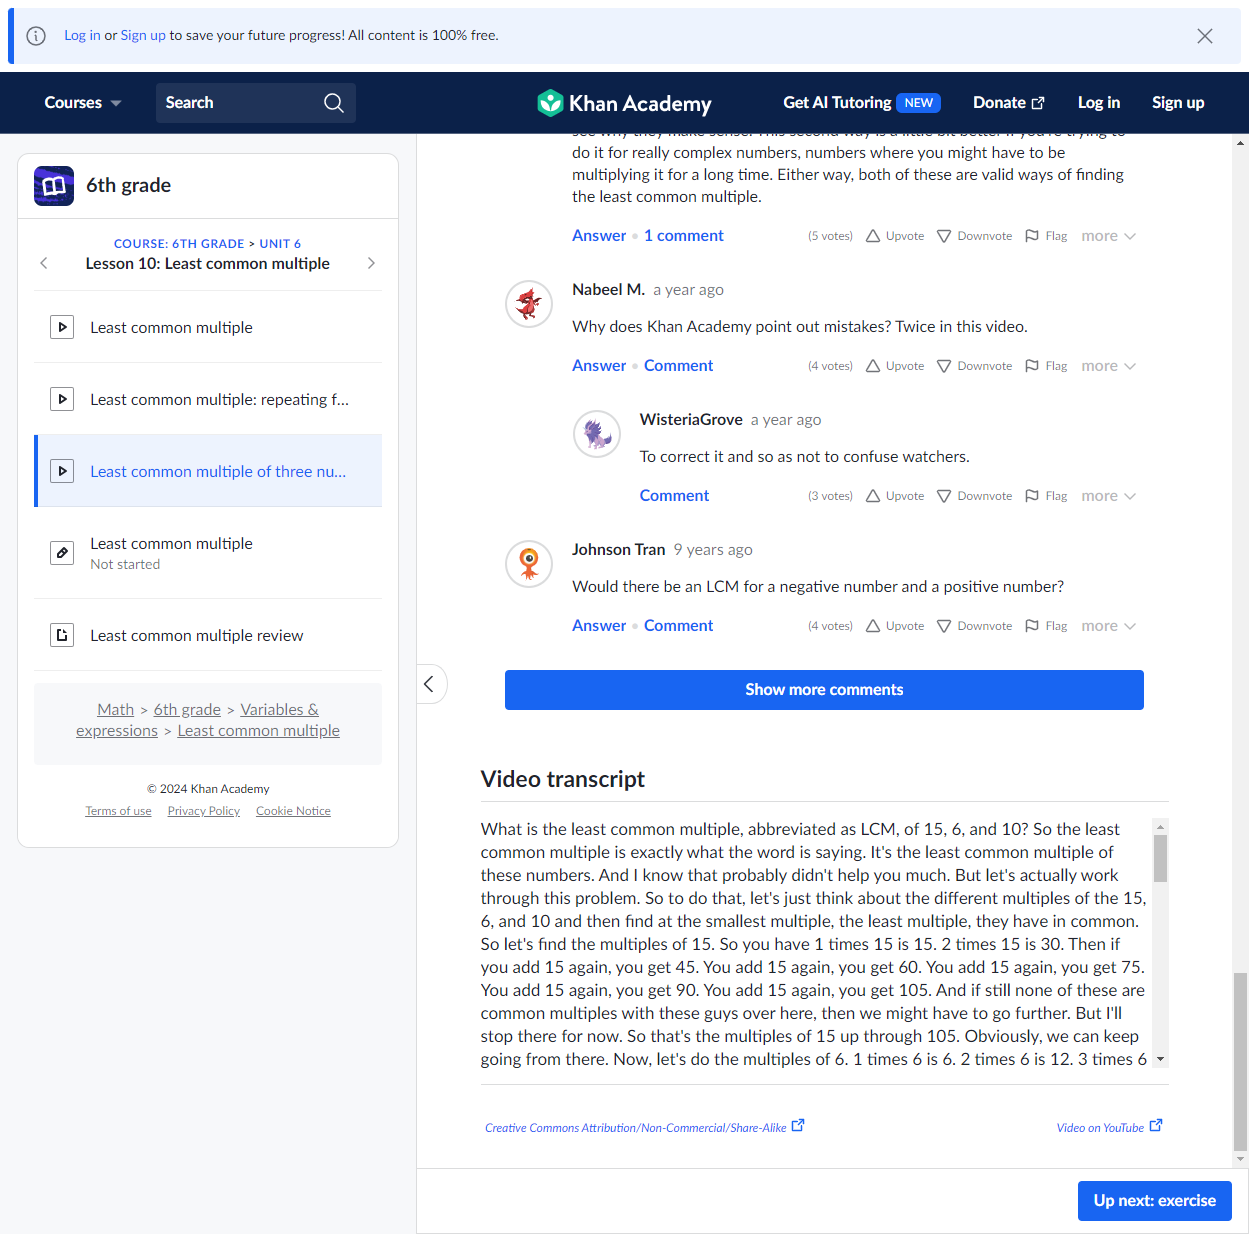 Log in or Sign up to save your future progress! All content is 100% free.
Courses
Search
Khan Academy
Get AI Tutoring NEW
Donate
Log in
Sign up
6th grade
COURSE: 6TH GRADE > UNIT 6
Lesson 10: Least common multiple
Least common multiple
Least common multiple: repeating f...
Least common multiple of three nu...
Least common multiple
Not started
Least common multiple review
Math > 6th grade > Variables &
expressions > Least common multiple
© 2024 Khan Academy
Terms of use Privacy Policy Cookie Notice
see why they make sense. This second way is a little bit better if you're trying to
do it for really complex numbers, numbers where you might have to be
multiplying it for a long time. Either way, both of these are valid ways of finding
the least common multiple.
Answer • 1 comment (5 votes) Upvote Downvote Flag more
Nabeel M. a year ago
Why does Khan Academy point out mistakes? Twice in this video.
Answer • Comment (4 votes) Upvote Downvote Flag more
WisteriaGrove a year ago
To correct it and so as not to confuse watchers.
Comment (3 votes) Upvote Downvote Flag more
Johnson Tran 9 years ago
Would there be an LCM for a negative number and a positive number?
Answer • Comment (4 votes) Upvote Downvote Flag more
Show more comments
Video transcript
What is the least common multiple, abbreviated as LCM, of 15, 6, and 10? So the least
common multiple is exactly what the word is saying. It's the least common multiple of
these numbers. And I know that probably didn't help you much. But let's actually work
through this problem. So to do that, let's just think about the different multiples of the 15,
6, and 10 and then find at the smallest multiple, the least multiple, they have in common.
So let's find the multiples of 15. So you have 1 times 15 is 15. 2 times 15 is 30. Then if
you add 15 again, you get 45. You add 15 again, you get 60. You add 15 again, you get 75.
You add 15 again, you get 90. You add 15 again, you get 105. And if still none of these are
common multiples with these guys over here, then we might have to go further. But I'll
stop there for now. So that's the multiples of 15 up through 105. Obviously, we can keep
going from there. Now, let's do the multiples of 6. 1 times 6 is 6. 2 times 6 is 12. 3 times 6
Creative Commons Attribution/Non-Commercial/Share-Alike
Video on YouTube
Up next: exercise